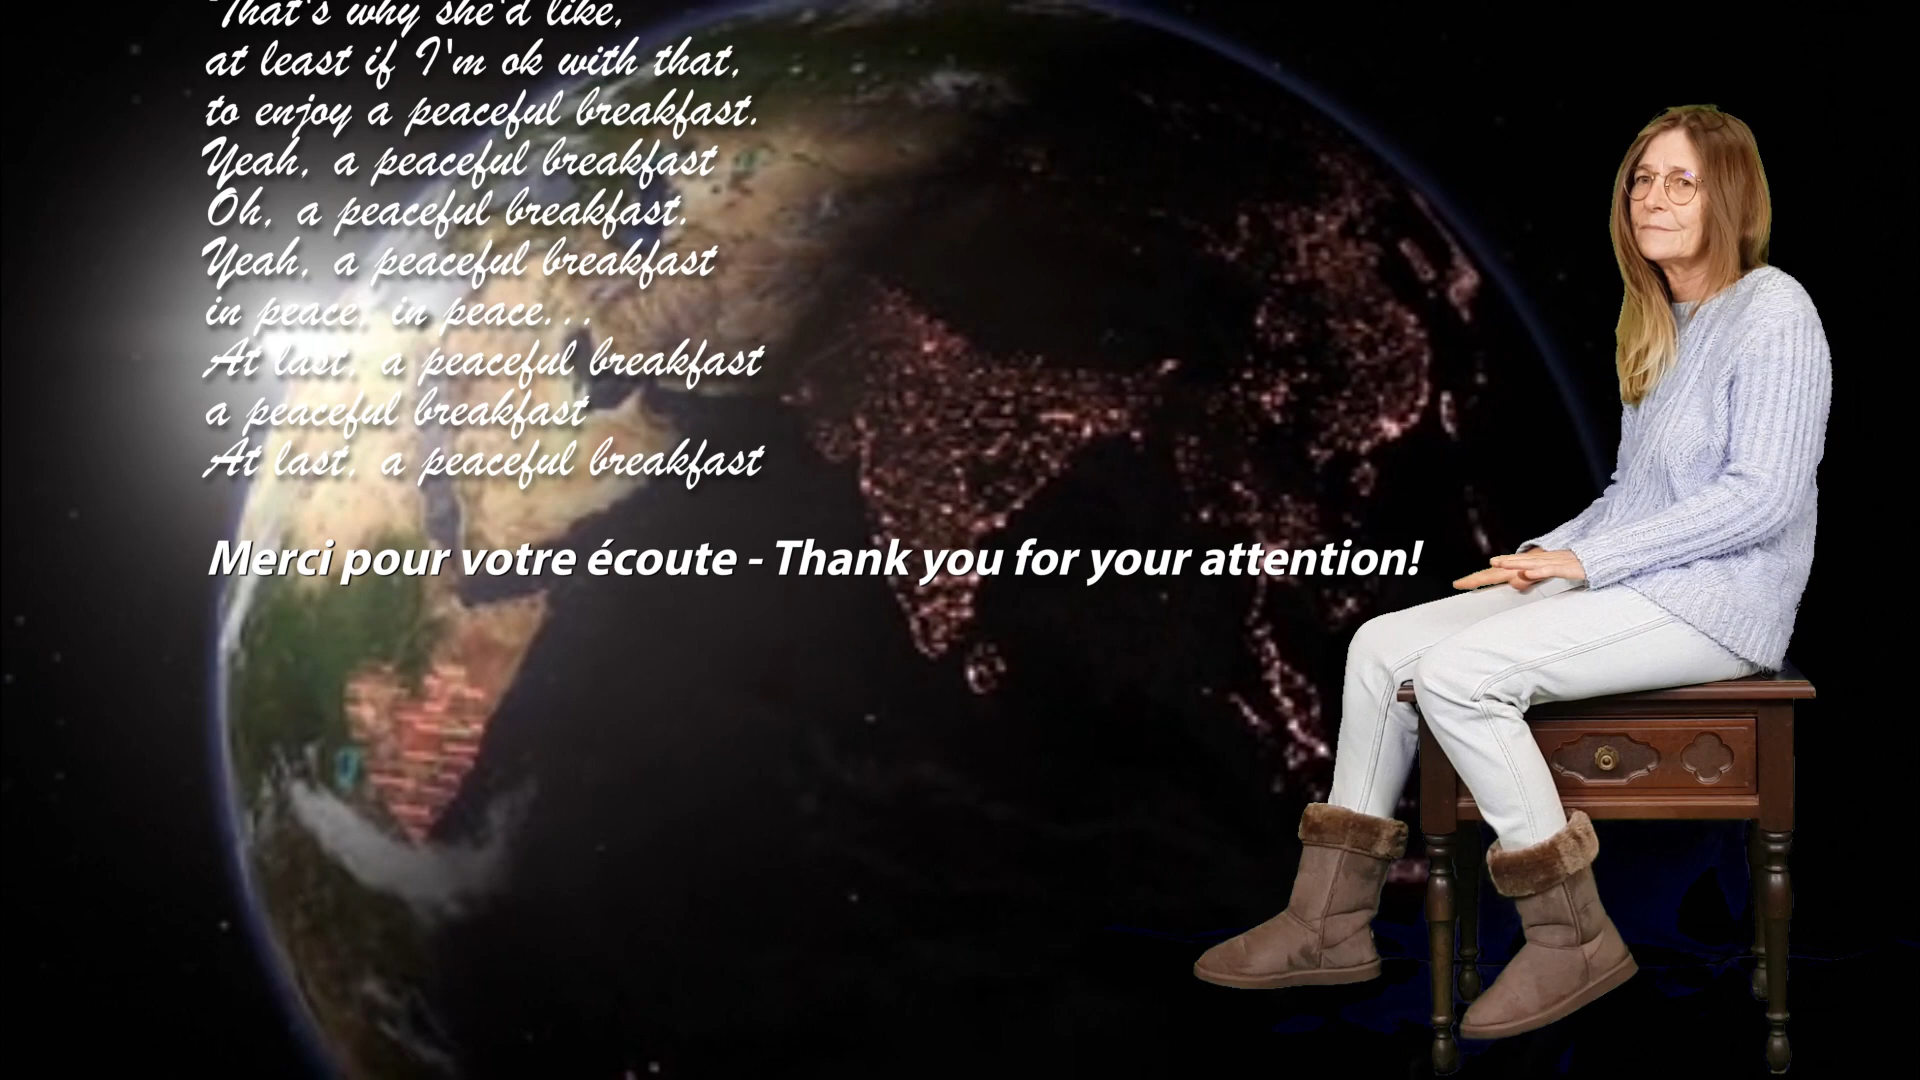 That's why she'd like,
at least if I'm ok with that,
to enjoy a peaceful breakfast.
Yeah, a peaceful breakfast
Oh, a peaceful breakfast.
Yeah, a peaceful breakfast
in peace, in peace...
At last, a peaceful breakfast
a peaceful breakfast
At last, a peaceful breakfast
Merci pour votre écoute - Thank you for your attention!